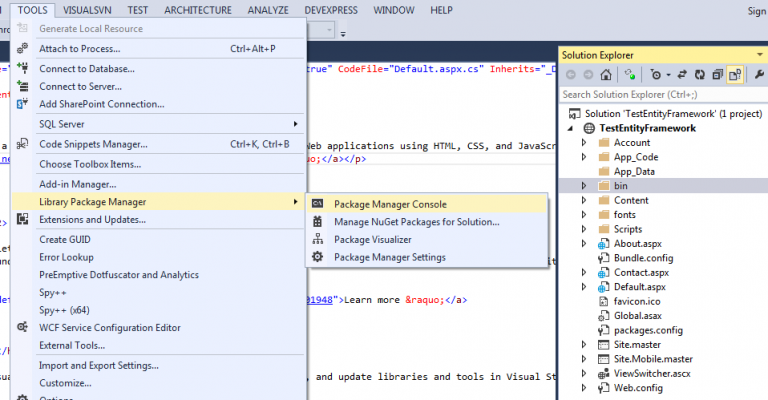 TOOLS VISUALSVN TEST ARCHITECTURE ANALYZE DEVEXPRESS WINDOW HELP Sign
Generate Local Resource
Attach to Process... Ctrl+Alt+P
Connect to Database...
Connect to Server...
Add SharePoint Connection...
SQL Server
Code Snippets Manager... Ctrl+K, Ctrl+B
Choose Toolbox Items...
Add-in Manager...
Library Package Manager
Extensions and Updates...
Create GUID
Error Lookup
PreEmptive Dotfuscator and Analytics
Spy++
Spy++ (x64)
WCF Service Configuration Editor
External Tools...
Import and Export Settings...
Customize...
Options...
Package Manager Console
Manage NuGet Packages for Solution...
Package Visualizer
Package Manager Settings
true" CodeFile="Default.aspx.cs" Inherits="_D
Web applications using HTML, CSS, and JavaScr
uo;</a></p>
01948">Learn more &raquo;</a>
, and update libraries and tools in Visual St
Solution Explorer
Search Solution Explorer (Ctrl+;)
Solution 'TestEntityFramework' (1 project)
TestEntityFramework
Account
App_Code
App_Data
bin
Content
fonts
Scripts
About.aspx
Bundle.config
Contact.aspx
Default.aspx
favicon.ico
Global.asax
packages.config
Site.master
Site.Mobile.master
ViewSwitcher.ascx
Web.config